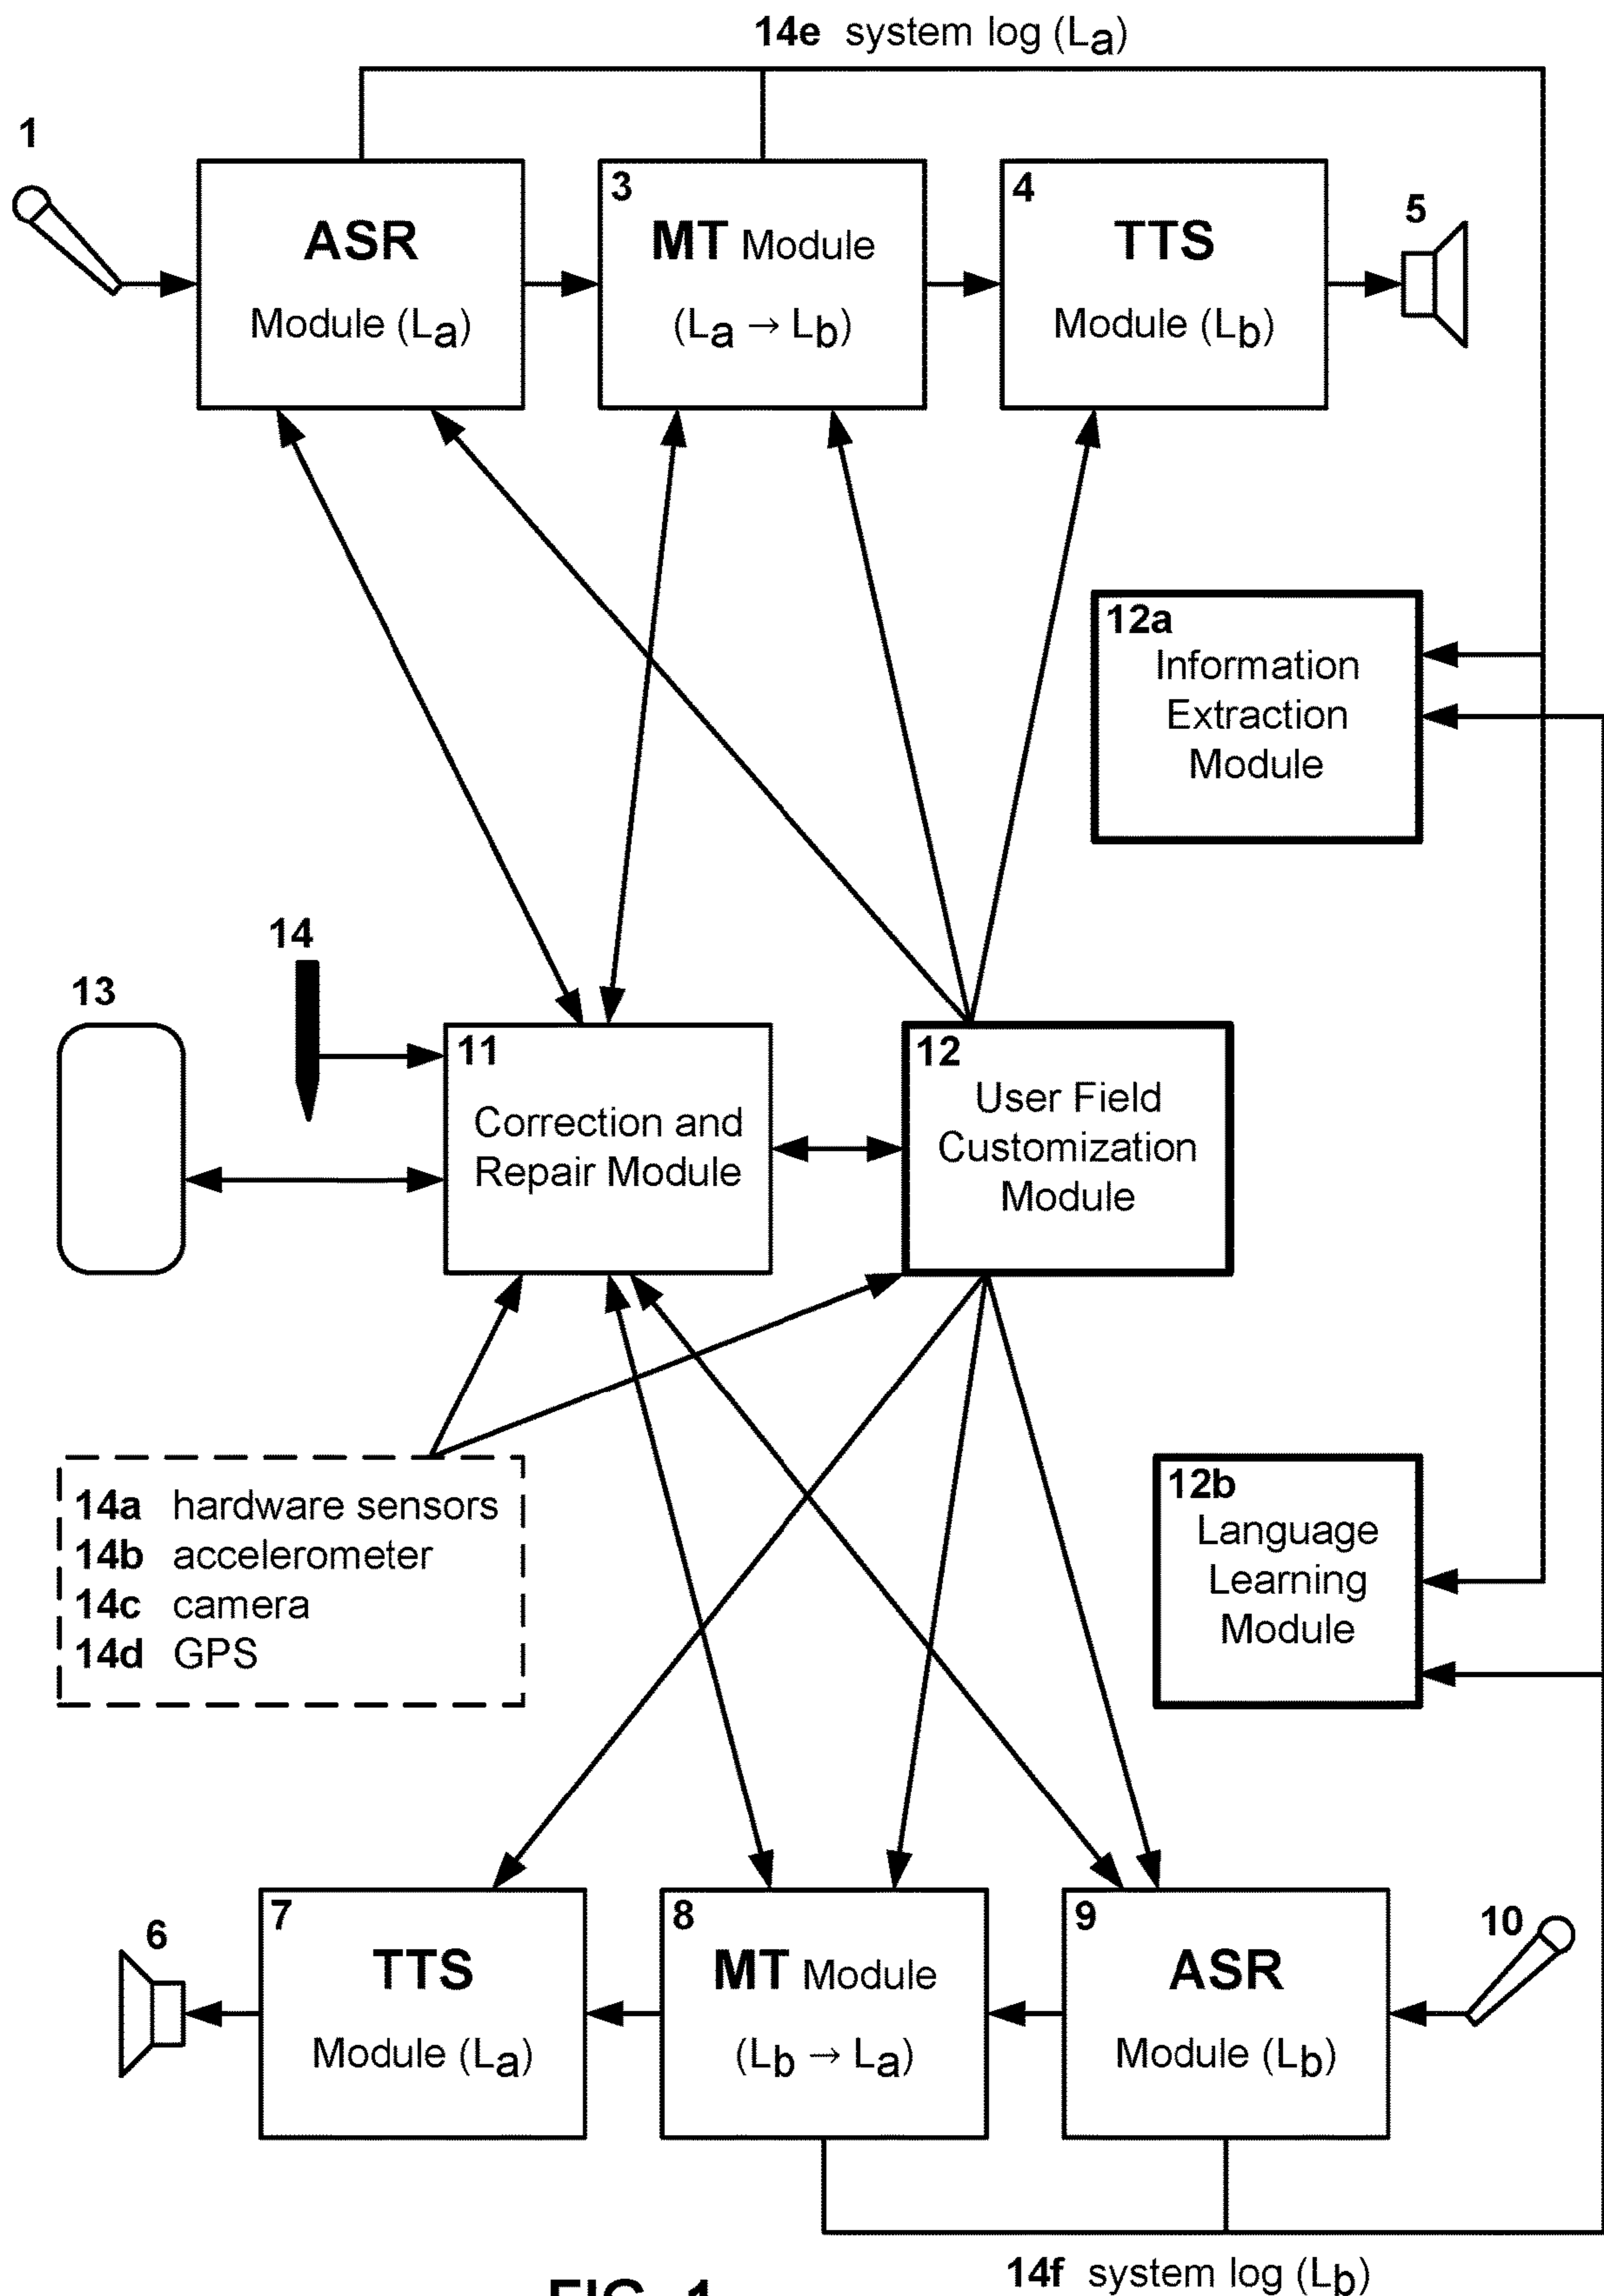 14e system log (La)
1
ASR
Module (La)
3
MT Module
(La → Lb)
4
TTS
Module (Lb)
5
12a
Information
Extraction
Module
14
13
11
Correction and
Repair Module
12
User Field
Customization
Module
14a hardware sensors
14b accelerometer
14c camera
14d GPS
12b
Language
Learning
Module
6
7
TTS
Module (La)
8
MT Module
(Lb → La)
9
ASR
Module (Lb)
10
14f system log (Lb)
FIG. 1